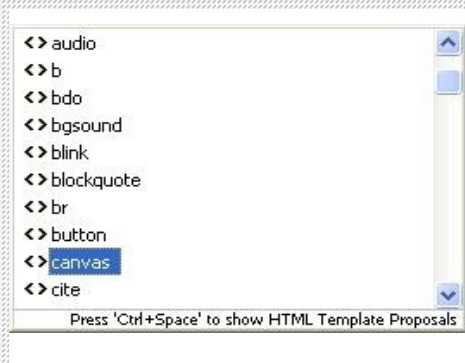 <> audio
<> b
<> bdo
<> bgsound
<> blink
<> blockquote
<> br
<> button
<> canvas
<> cite
Press 'Ctrl+Space' to show HTML Template Proposals